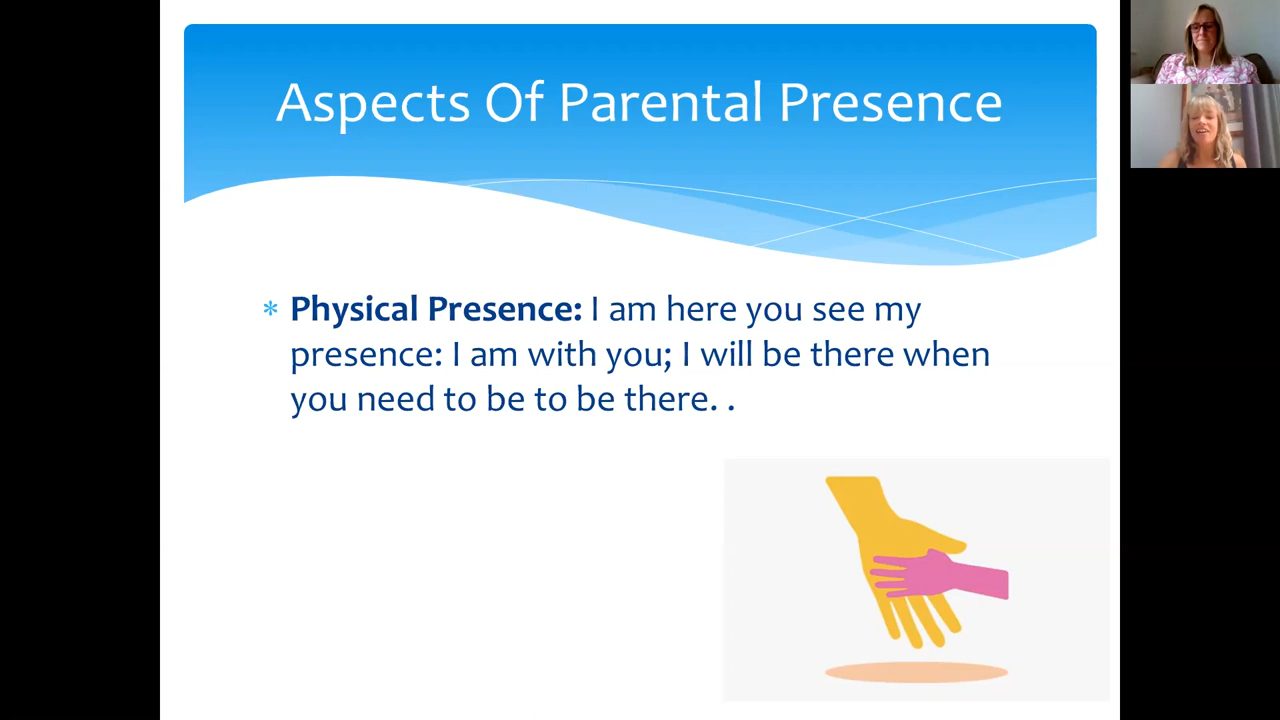 Aspects Of Parental Presence
* Physical Presence: I am here you see my
presence: I am with you; I will be there when
you need to be to be there. .